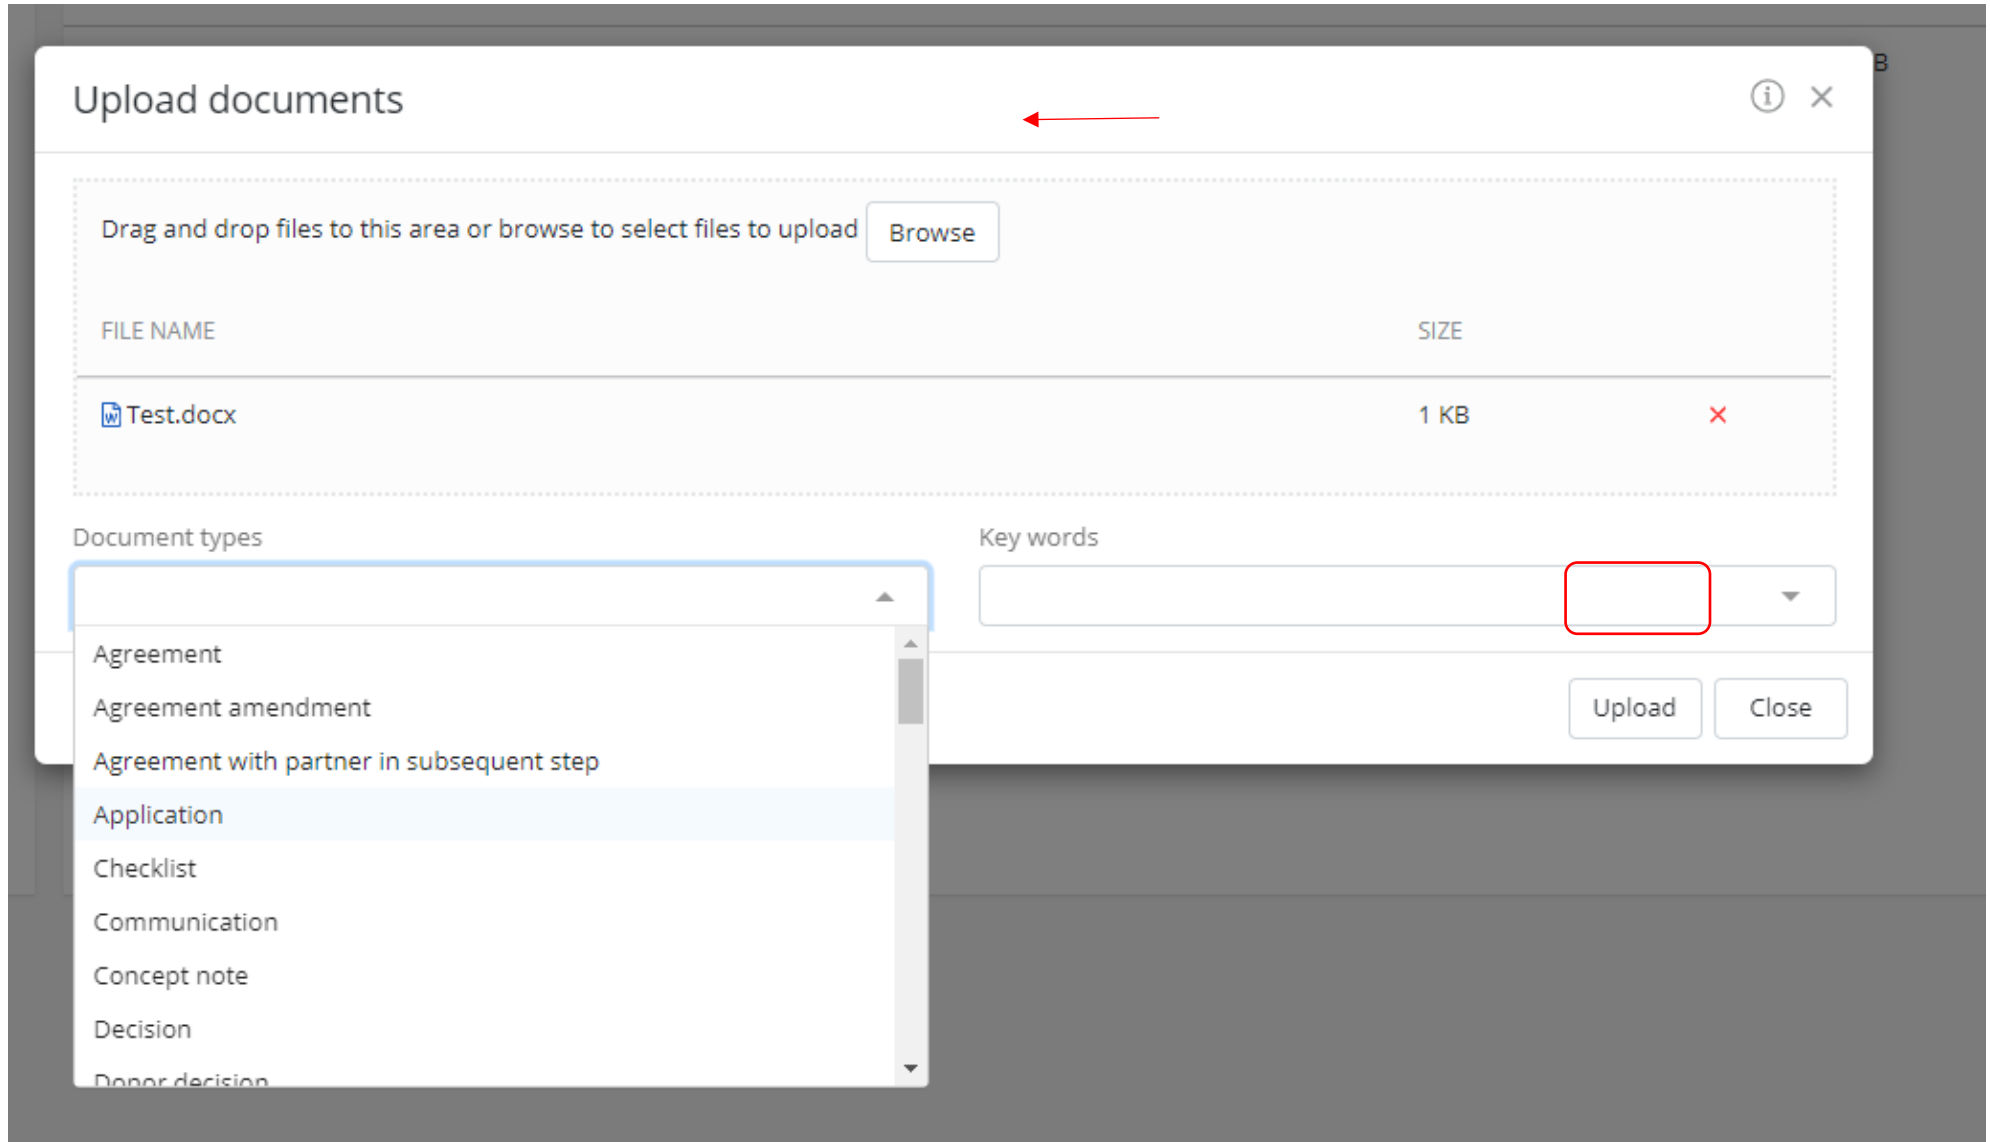 B
Upload documents
Drag and drop files to this area or browse to select files to upload Browse
FILE NAME SIZE
Test.docx 1 KB
Document types Key words
Agreement
Agreement amendment
Agreement with partner in subsequent step
Upload Close
Application
Checklist
Communication
Concept note
Decision
Donor decision